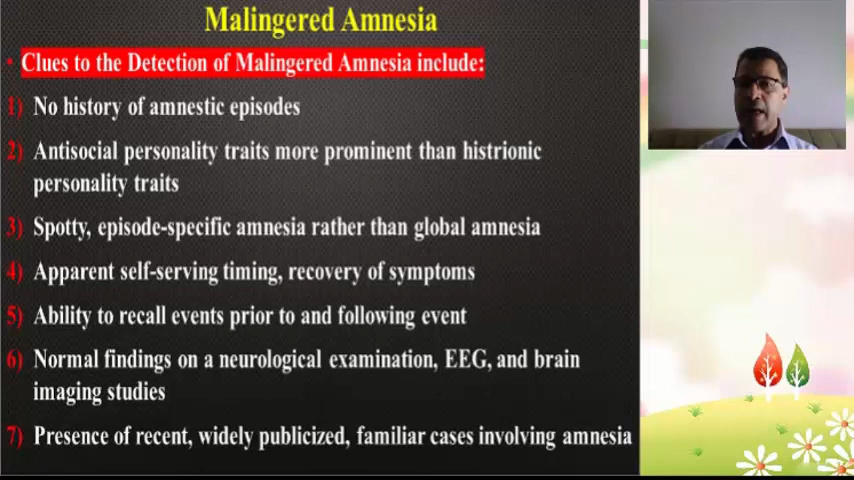 Malingered Amnesia
• Clues to the Detection of Malingered Amnesia include:
1) No history of amnestic episodes
2) Antisocial personality traits more prominent than histrionic
personality traits
3) Spotty, episode-specific amnesia rather than global amnesia
4) Apparent self-serving timing, recovery of symptoms
5) Ability to recall events prior to and following event
6) Normal findings on a neurological examination, EEG, and brain
imaging studies
7) Presence of recent, widely publicized, familiar cases involving amnesia